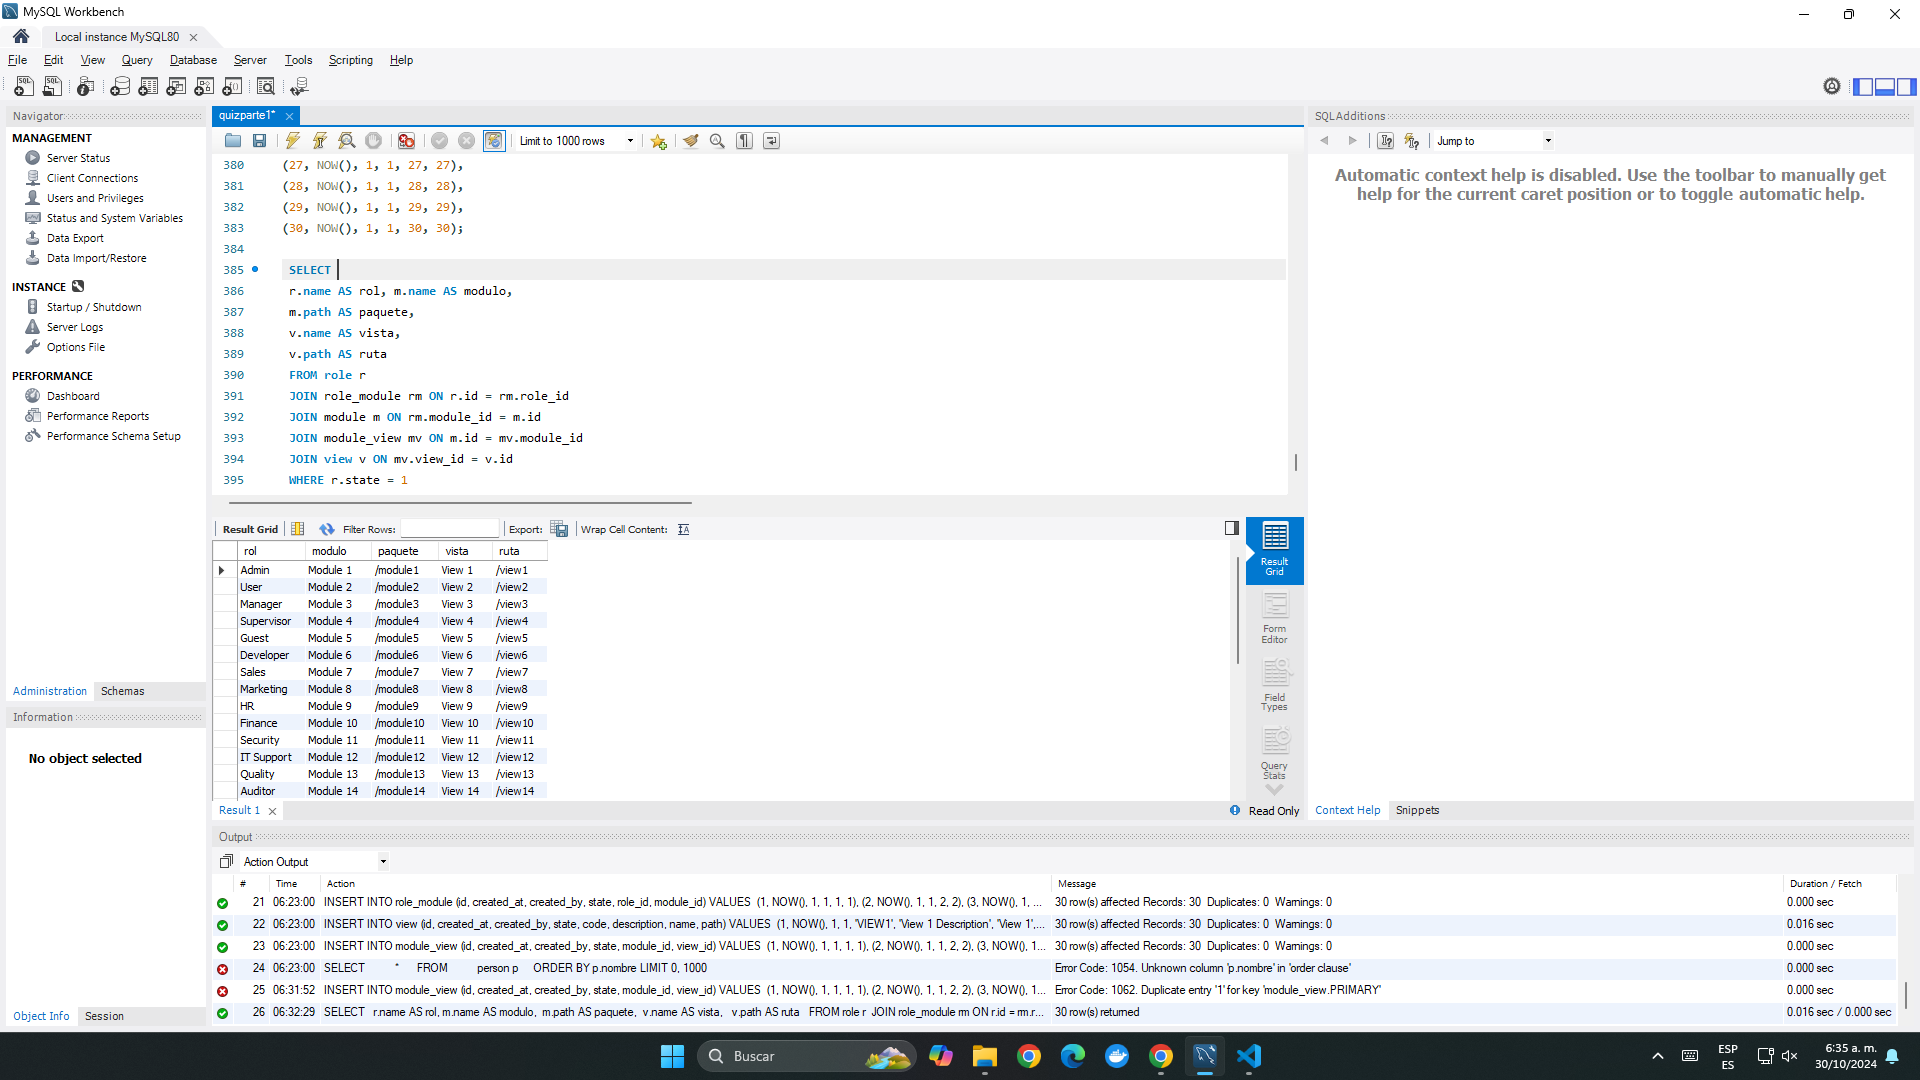 MySQL Workbench
Local instance MySQL80
File Edit View Query Database Server Tools Scripting Help
Navigator
MANAGEMENT
Server Status
Client Connections
Users and Privileges
Status and System Variables
Data Export
Data Import/Restore
INSTANCE
Startup / Shutdown
Server Logs
Options File
PERFORMANCE
Dashboard
Performance Reports
Performance Schema Setup
Administration Schemas
Information
No object selected
Object Info Session
quizparte1*
Limit to 1000 rows
380 (27, NOW(), 1, 1, 27, 27),
381 (28, NOW(), 1, 1, 28, 28),
382 (29, NOW(), 1, 1, 29, 29),
383 (30, NOW(), 1, 1, 30, 30);
384
385 SELECT
386 r.name AS rol, m.name AS modulo,
387 m.path AS paquete,
388 v.name AS vista,
389 v.path AS ruta
390 FROM role r
391 JOIN role_module rm ON r.id = rm.role_id
392 JOIN module m ON rm.module_id = m.id
393 JOIN module_view mv ON m.id = mv.module_id
394 JOIN view v ON mv.view_id = v.id
395 WHERE r.state = 1
Result Grid Filter Rows: Export: Wrap Cell Content:
rol modulo paquete vista ruta
Admin Module 1 /module1 View 1 /view1
User Module 2 /module2 View 2 /view2
Manager Module 3 /module3 View 3 /view3
Supervisor Module 4 /module4 View 4 /view4
Guest Module 5 /module5 View 5 /view5
Developer Module 6 /module6 View 6 /view6
Sales Module 7 /module7 View 7 /view7
Marketing Module 8 /module8 View 8 /view8
HR Module 9 /module9 View 9 /view9
Finance Module 10 /module10 View 10 /view10
Security Module 11 /module11 View 11 /view11
IT Support Module 12 /module12 View 12 /view12
Quality Module 13 /module13 View 13 /view13
Auditor Module 14 /module14 View 14 /view14
Result 1
Result
Grid
Form
Editor
Field
Types
Query
Stats
Read Only
SQLAdditions
Jump to
Automatic context help is disabled. Use the toolbar to manually get
help for the current caret position or to toggle automatic help.
Context Help Snippets
Output
Action Output
# Time Action Message Duration / Fetch
21 06:23:00 INSERT INTO role_module (id, created_at, created_by, state, role_id, module_id) VALUES (1, NOW(), 1, 1, 1, 1), (2, NOW(), 1, 1, 2, 2), (3, NOW(), 1, ... 30 row(s) affected Records: 30 Duplicates: 0 Warnings: 0 0.000 sec
22 06:23:00 INSERT INTO view (id, created_at, created_by, state, code, description, name, path) VALUES (1, NOW(), 1, 1, 'VIEW1', 'View 1 Description', 'View 1',... 30 row(s) affected Records: 30 Duplicates: 0 Warnings: 0 0.016 sec
23 06:23:00 INSERT INTO module_view (id, created_at, created_by, state, module_id, view_id) VALUES (1, NOW(), 1, 1, 1, 1), (2, NOW(), 1, 1, 2, 2), (3, NOW(), 1... 30 row(s) affected Records: 30 Duplicates: 0 Warnings: 0 0.000 sec
24 06:23:00 SELECT * FROM person p ORDER BY p.nombre LIMIT 0, 1000 Error Code: 1054. Unknown column 'p.nombre' in 'order clause' 0.000 sec
25 06:31:52 INSERT INTO module_view (id, created_at, created_by, state, module_id, view_id) VALUES (1, NOW(), 1, 1, 1, 1), (2, NOW(), 1, 1, 2, 2), (3, NOW(), 1... Error Code: 1062. Duplicate entry '1' for key 'module_view.PRIMARY' 0.000 sec
26 06:32:29 SELECT r.name AS rol, m.name AS modulo, m.path AS paquete, v.name AS vista, v.path AS ruta FROM role r JOIN role_module rm ON r.id = rm.r... 30 row(s) returned 0.016 sec / 0.000 sec
Buscar
ESP
ES
6:35 a. m.
30/10/2024